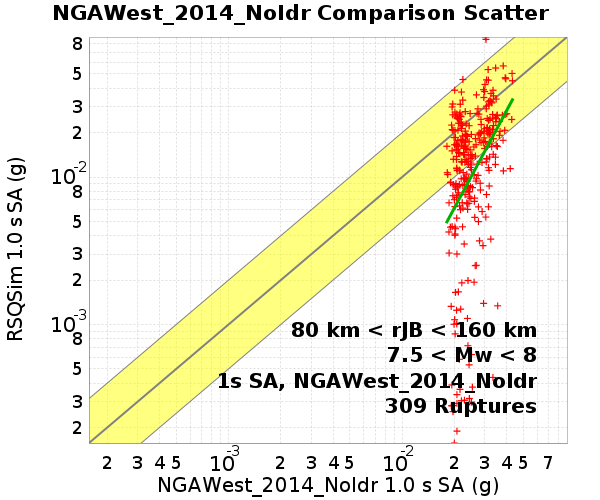 NGAWest_2014_NoIdr Comparison Scatter
RSQSim 1.0 s SA (g)
8
5
3
2
10^-2
8
5
3
2
10^-3
8
5
3
2
80 km < rJB < 160 km
7.5 < Mw < 8
1s SA, NGAWest_2014_NoIdr
309 Ruptures
2 3 4 5 10^-3 2 3 4 5 10^-2 2 3 4 5 7
NGAWest_2014_NoIdr 1.0 s SA (g)